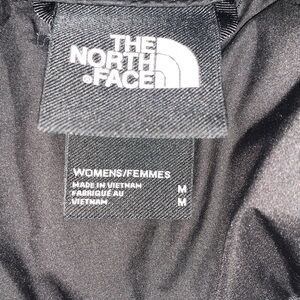 THE
NORTH
FACE
WOMENS/FEMMES
MADE IN VIETNAM M
FABRIQUÉ AU
VIETNAM M